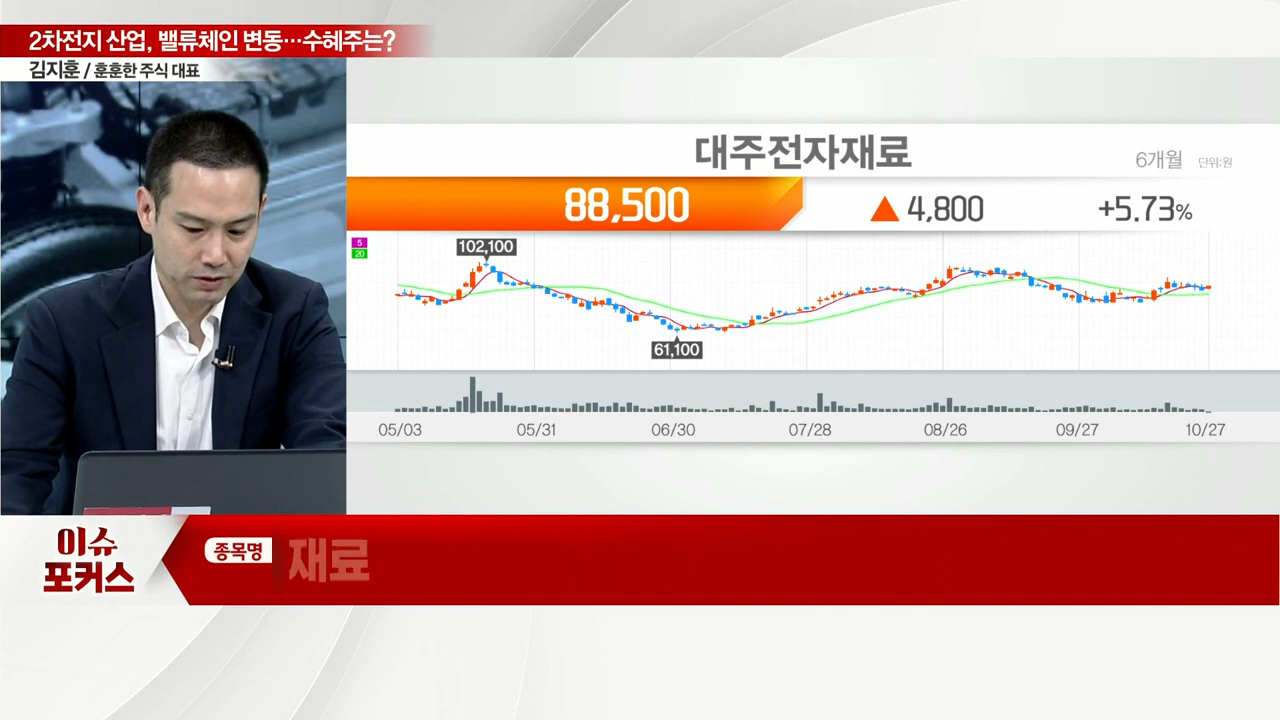 2차전지 산업, 밸류체인 변동…수혜주는?
김지훈 / 훈훈한 주식 대표
대주전자재료
6개월 단위:원
88,500 ▲ 4,800 +5.73%
5
20
102,100
61,100
05/03 05/31 06/30 07/28 08/26 09/27 10/27
이슈
포커스
종목명 재료